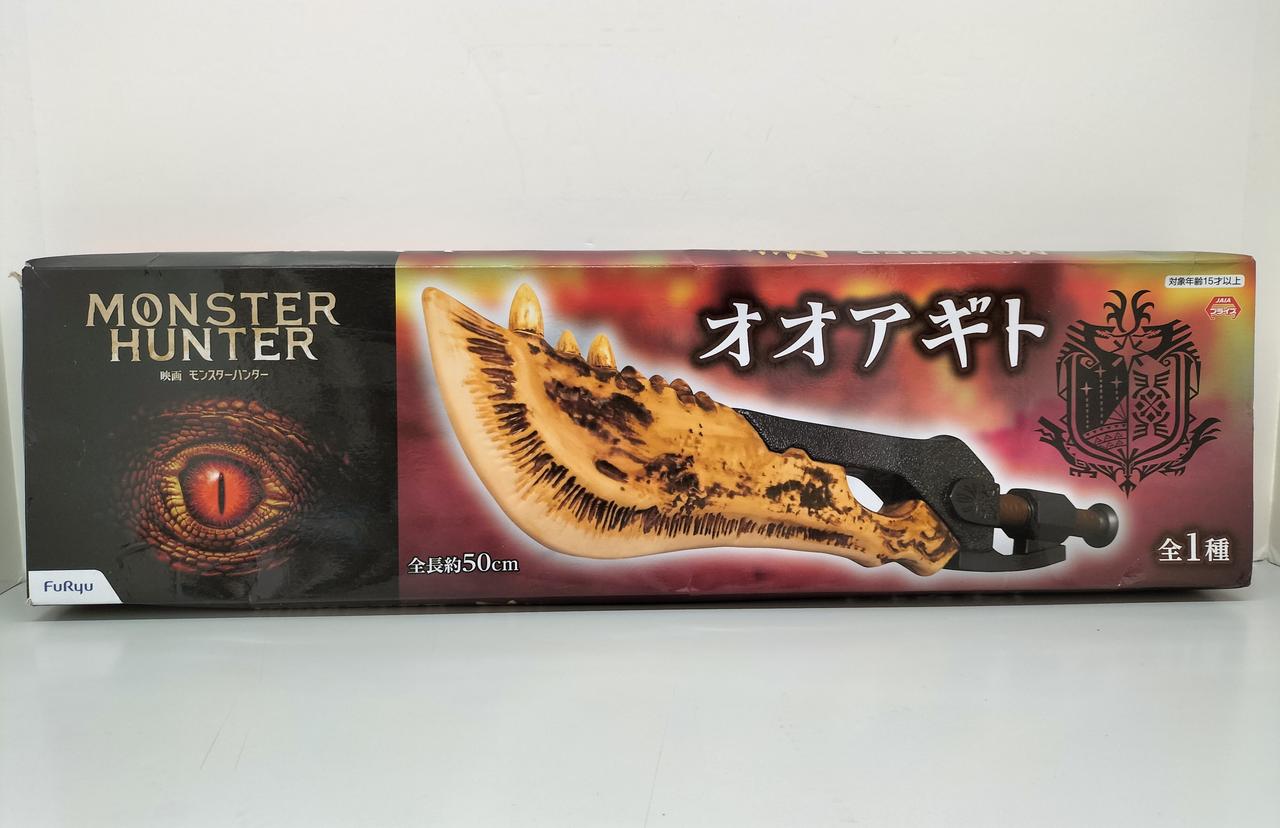 MONSTER
HUNTER
映画 モンスターハンター
FuRyu
オオアギト
全長約50cm
対象年齢15才以上
JAIA
プライズ
全1種